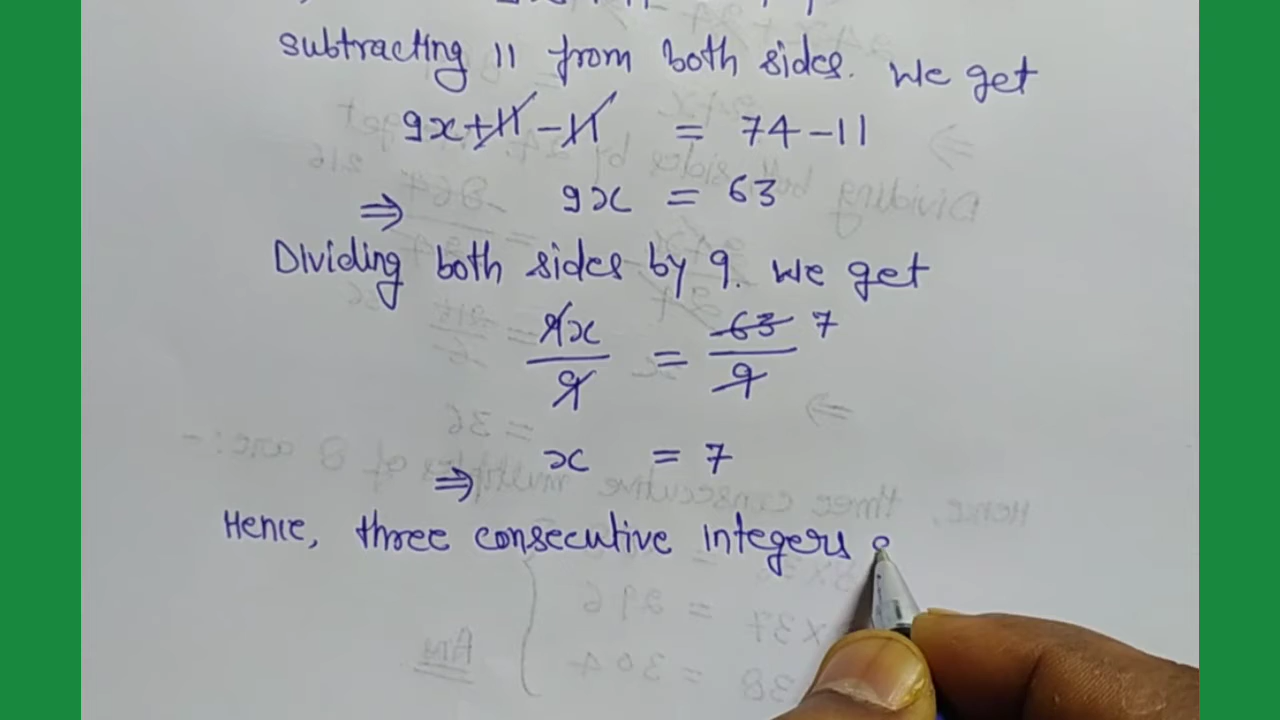 subtracting 11 from both sides. We get
9x+11-11 = 74-11
⇒ 9x = 63
Dividing both sides by 9. We get
9x/9 = 63/9 7
⇒ x = 7
Hence, three consecutive integers